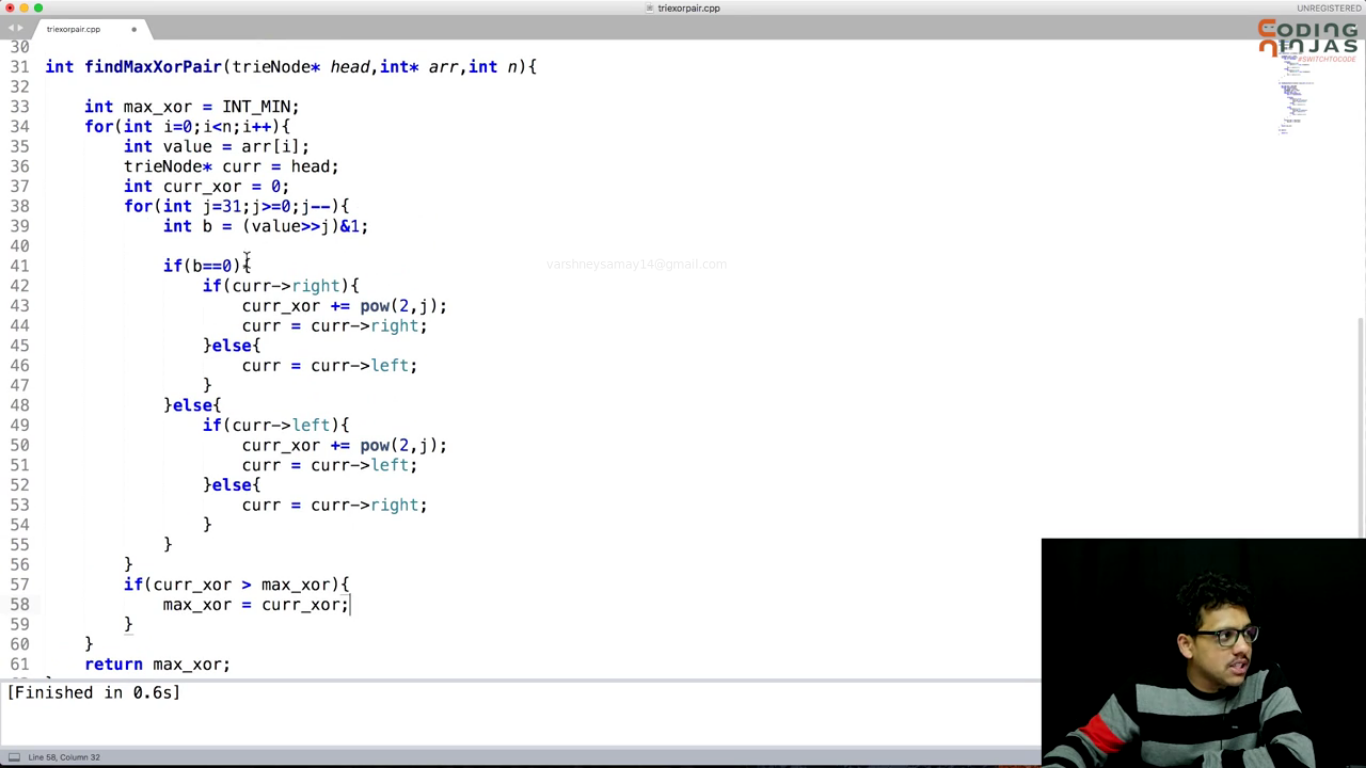 triexorpair.cpp
UNREGISTERED
triexorpair.cpp
CODING NINJAS
#SWITCHTOCODE
30
31 int findMaxXorPair(trieNode* head,int* arr,int n){
32
33 int max_xor = INT_MIN;
34 for(int i=0;i<n;i++){
35 int value = arr[i];
36 trieNode* curr = head;
37 int curr_xor = 0;
38 for(int j=31;j>=0;j--){
39 int b = (value>>j)&1;
40
41 if(b==0){
varshneysamay14@gmail.com
42 if(curr->right){
43 curr_xor += pow(2,j);
44 curr = curr->right;
45 }else{
46 curr = curr->left;
47 }
48 }else{
49 if(curr->left){
50 curr_xor += pow(2,j);
51 curr = curr->left;
52 }else{
53 curr = curr->right;
54 }
55 }
56 }
57 if(curr_xor > max_xor){
58 max_xor = curr_xor;
59 }
60 }
61 return max_xor;
[Finished in 0.6s]
Line 58, Column 32